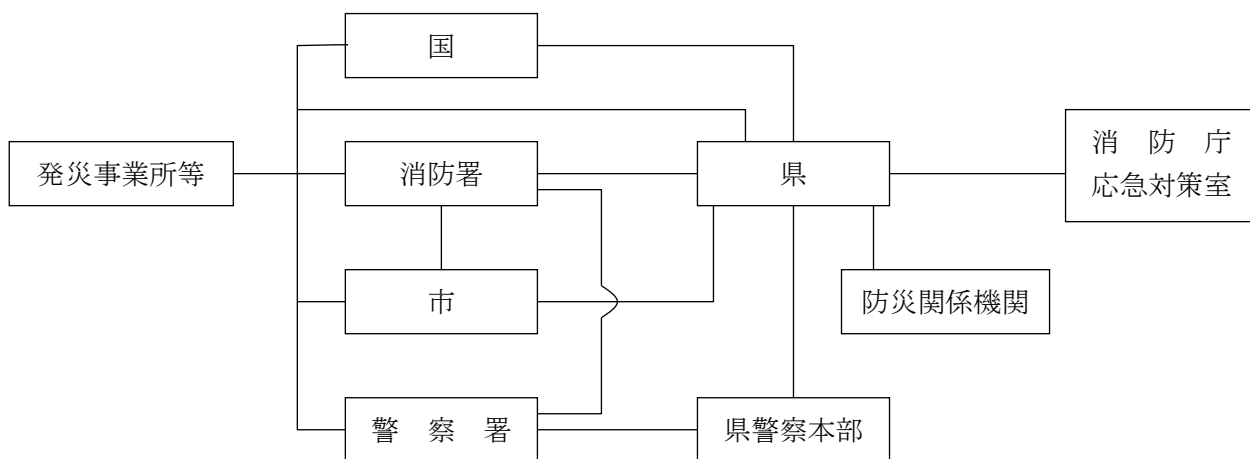 国
発災事業所等
消防署
県
消　防　庁
応急対策室
市
防災関係機関
警　察　署
県警察本部